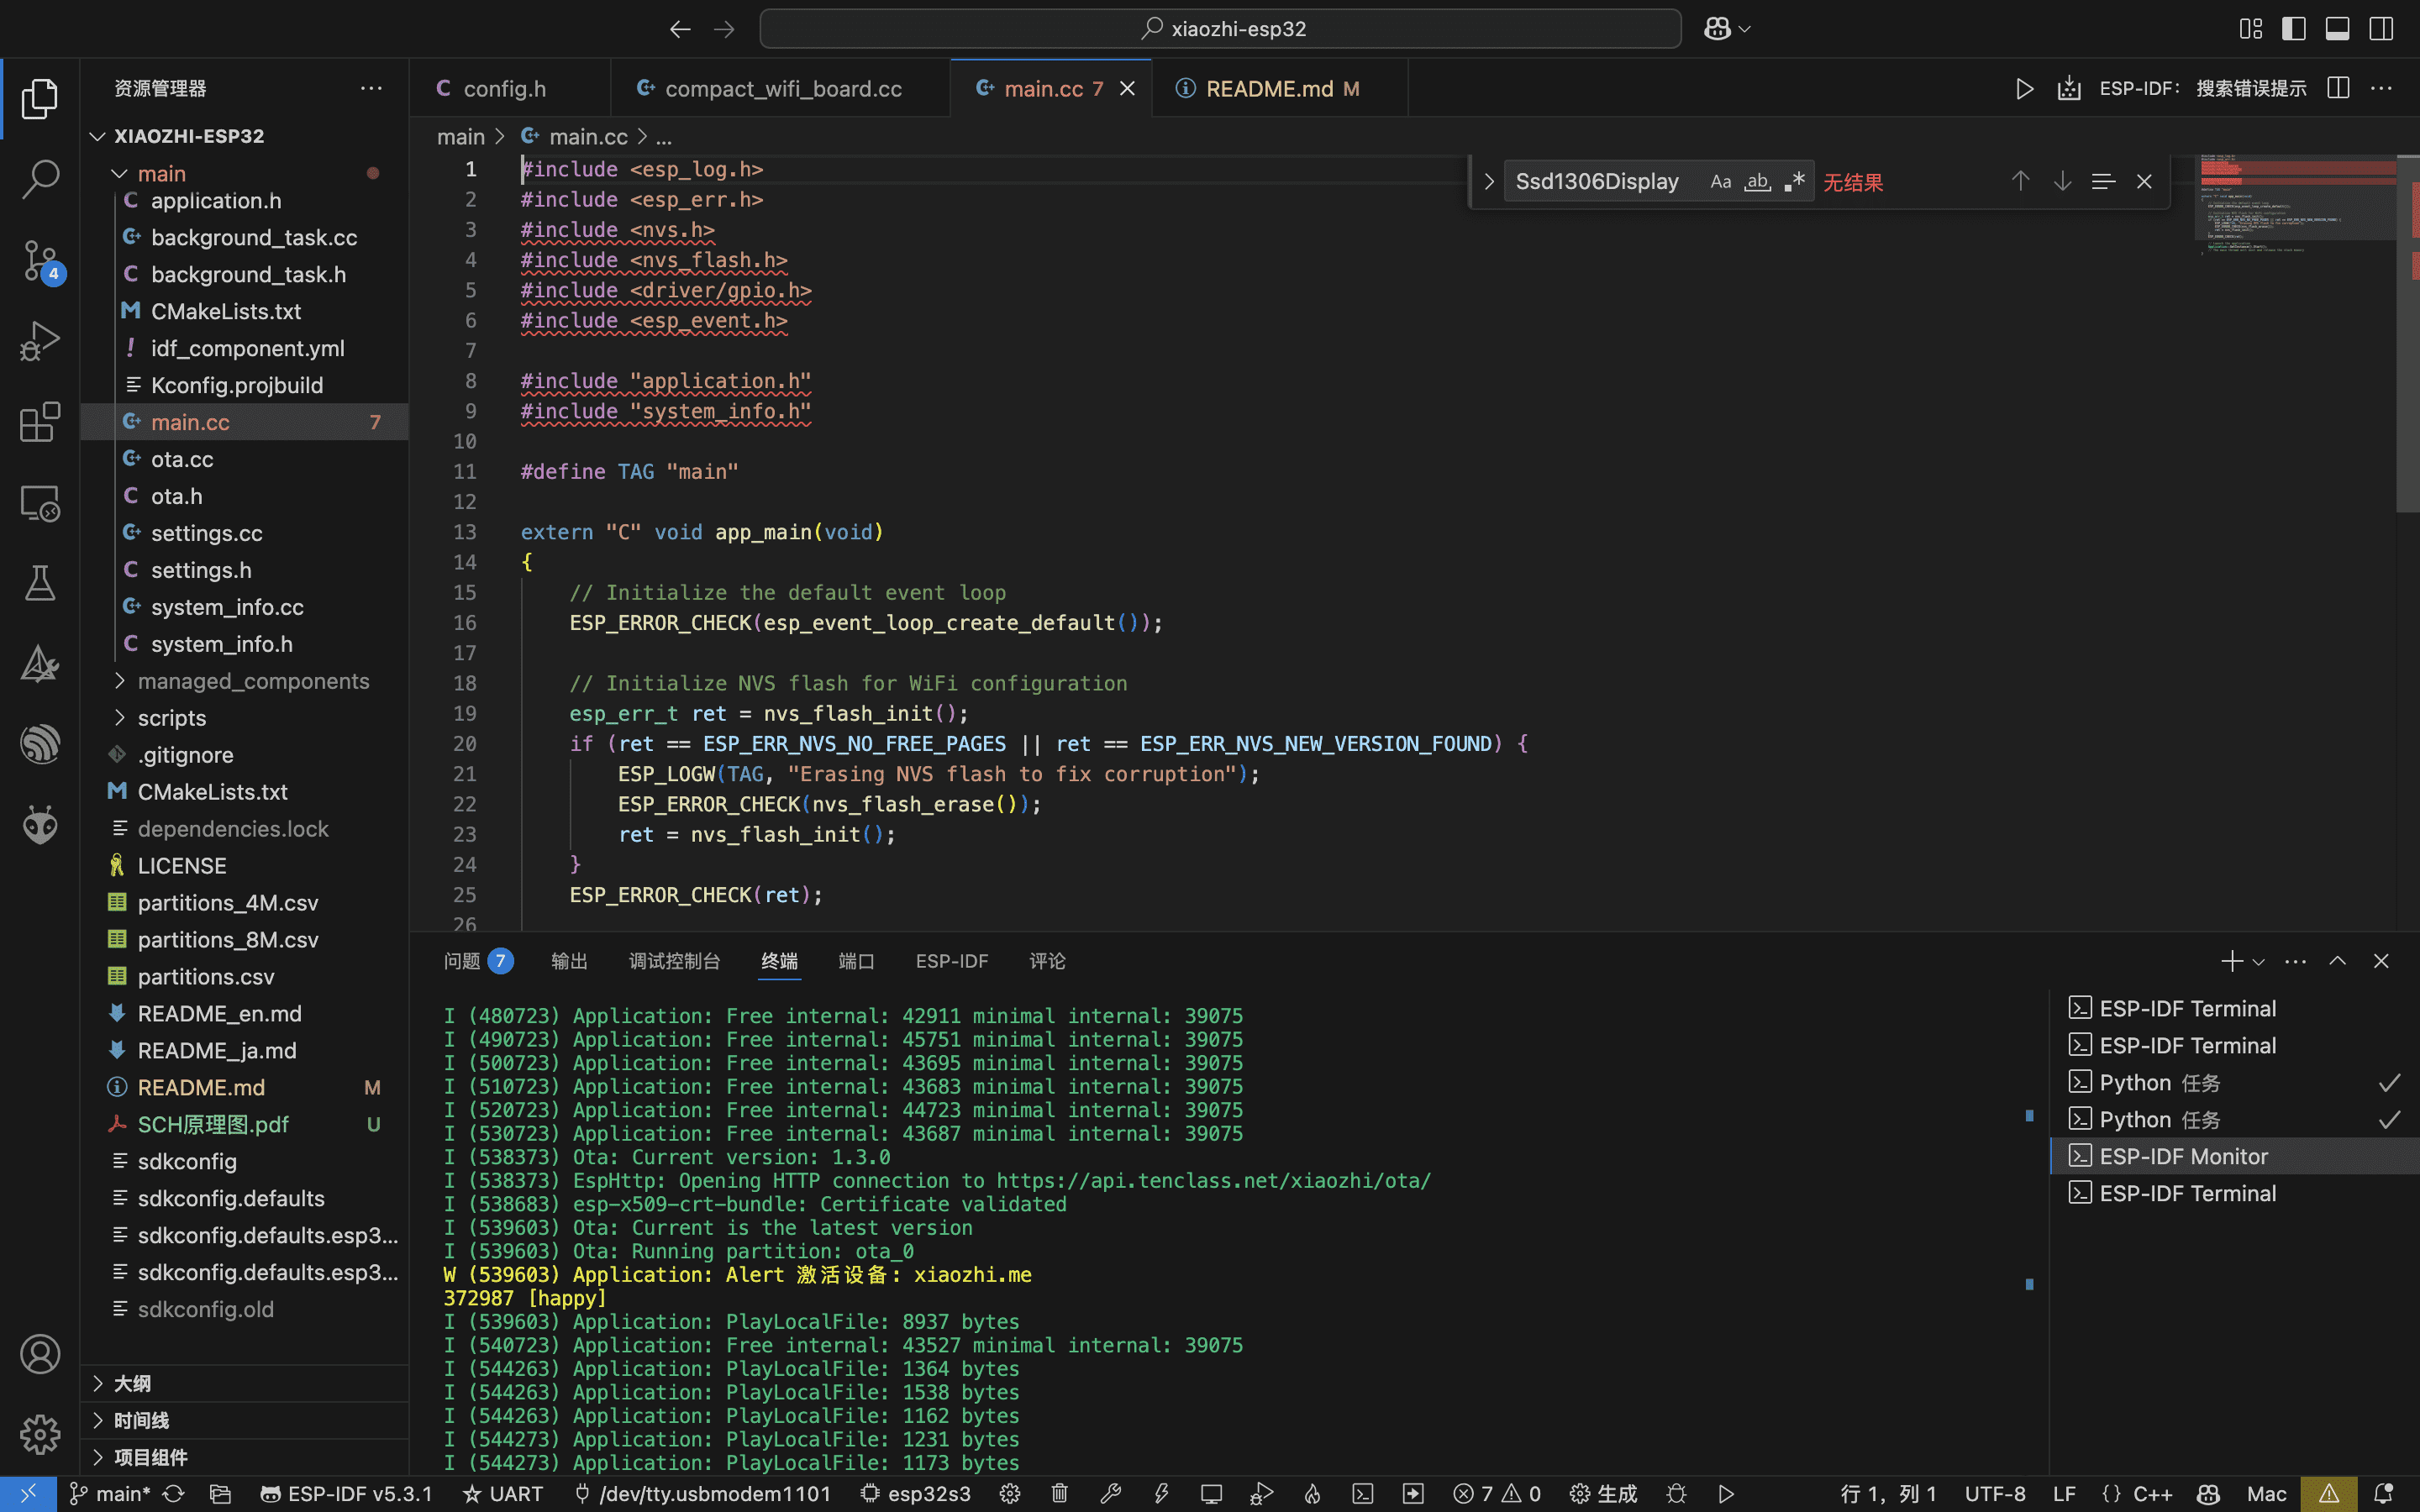 xiaozhi-esp32
资源管理器
XIAOZHI-ESP32
main
application.h
background_task.cc
background_task.h
CMakeLists.txt
idf_component.yml
Kconfig.projbuild
main.cc 7
ota.cc
ota.h
settings.cc
settings.h
system_info.cc
system_info.h
managed_components
scripts
.gitignore
CMakeLists.txt
dependencies.lock
LICENSE
partitions_4M.csv
partitions_8M.csv
partitions.csv
README_en.md
README_ja.md
README.md M
SCH原理图.pdf U
sdkconfig
sdkconfig.defaults
sdkconfig.defaults.esp3...
sdkconfig.defaults.esp3...
sdkconfig.old
大纲
时间线
项目组件
4
config.h compact_wifi_board.cc main.cc 7 README.md M
ESP-IDF: 搜索错误提示
main > main.cc > ...
Ssd1306Display Aa ab .* 无结果
1 #include <esp_log.h>
2 #include <esp_err.h>
3 #include <nvs.h>
4 #include <nvs_flash.h>
5 #include <driver/gpio.h>
6 #include <esp_event.h>
7
8 #include "application.h"
9 #include "system_info.h"
10
11 #define TAG "main"
12
13 extern "C" void app_main(void)
14 {
15 // Initialize the default event loop
16 ESP_ERROR_CHECK(esp_event_loop_create_default());
17
18 // Initialize NVS flash for WiFi configuration
19 esp_err_t ret = nvs_flash_init();
20 if (ret == ESP_ERR_NVS_NO_FREE_PAGES || ret == ESP_ERR_NVS_NEW_VERSION_FOUND) {
21 ESP_LOGW(TAG, "Erasing NVS flash to fix corruption");
22 ESP_ERROR_CHECK(nvs_flash_erase());
23 ret = nvs_flash_init();
24 }
25 ESP_ERROR_CHECK(ret);
26
问题 7 输出 调试控制台 终端 端口 ESP-IDF 评论
I (480723) Application: Free internal: 42911 minimal internal: 39075
I (490723) Application: Free internal: 45751 minimal internal: 39075
I (500723) Application: Free internal: 43695 minimal internal: 39075
I (510723) Application: Free internal: 43683 minimal internal: 39075
I (520723) Application: Free internal: 44723 minimal internal: 39075
I (530723) Application: Free internal: 43687 minimal internal: 39075
I (538373) Ota: Current version: 1.3.0
I (538373) EspHttp: Opening HTTP connection to https://api.tenclass.net/xiaozhi/ota/
I (538683) esp-x509-crt-bundle: Certificate validated
I (539603) Ota: Current is the latest version
I (539603) Ota: Running partition: ota_0
W (539603) Application: Alert 激活设备: xiaozhi.me
372987 [happy]
I (539603) Application: PlayLocalFile: 8937 bytes
I (540723) Application: Free internal: 43527 minimal internal: 39075
I (544263) Application: PlayLocalFile: 1364 bytes
I (544263) Application: PlayLocalFile: 1538 bytes
I (544263) Application: PlayLocalFile: 1162 bytes
I (544273) Application: PlayLocalFile: 1231 bytes
I (544273) Application: PlayLocalFile: 1173 bytes
ESP-IDF Terminal
ESP-IDF Terminal
Python 任务
Python 任务
ESP-IDF Monitor
ESP-IDF Terminal
main* ESP-IDF v5.3.1 UART /dev/tty.usbmodem1101 esp32s3 7 0 生成 行 1, 列 1 UTF-8 LF {} C++ Mac